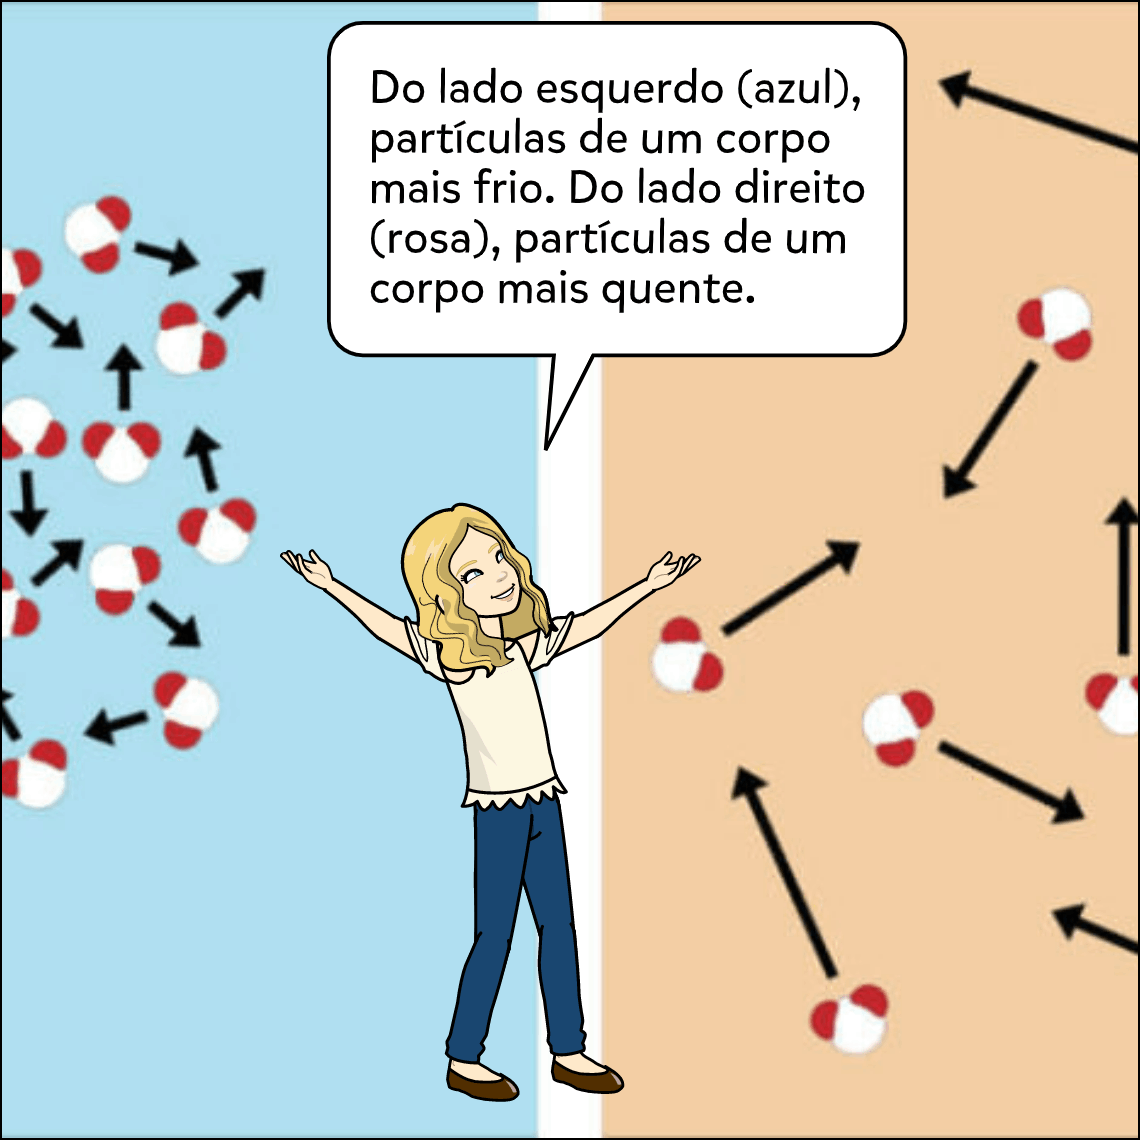 Do lado esquerdo (azul),
partículas de um corpo
mais frio. Do lado direito
(rosa), partículas de um
corpo mais quente.